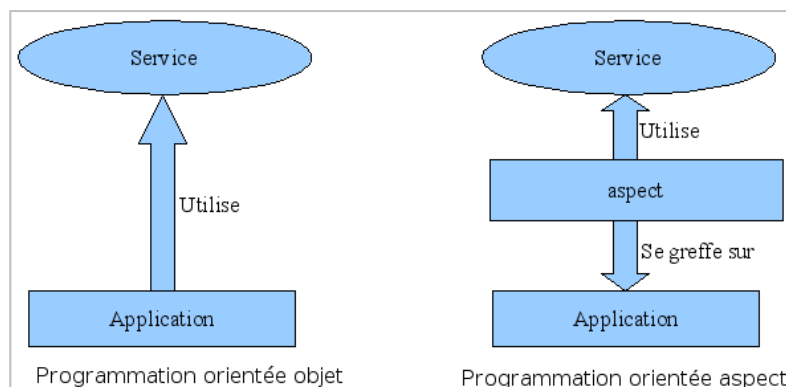 Service
Utilise
Application
Programmation orientée objet
Service
Utilise
aspect
Se greffe sur
Application
Programmation orientée aspect